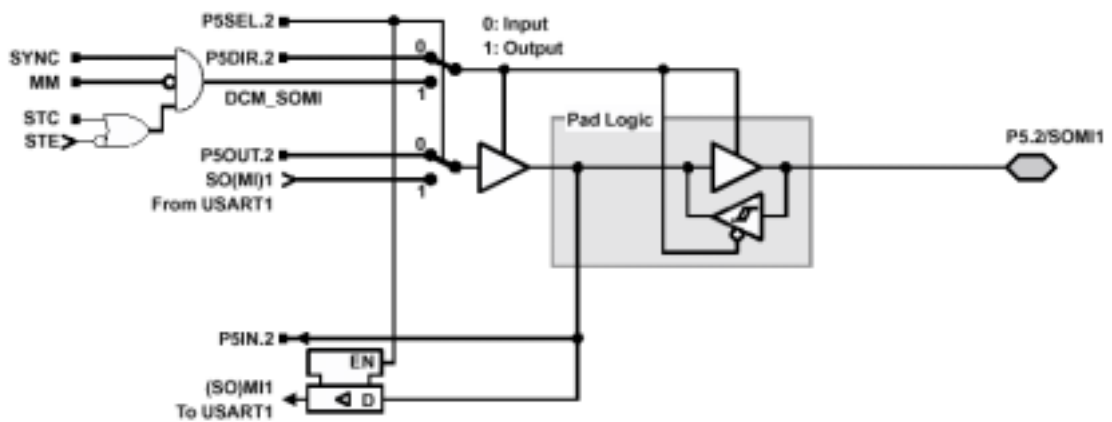 P5SEL.2
0: Input
1: Output
SYNC
P5DIR.2
0
MM
1
DCM_SOMI
STC
STE
Pad Logic
P5.2/SOMI1
P5OUT.2
0
SO(MI)1
1
From USART1
P5IN.2
EN
(SO)MI1
D
To USART1